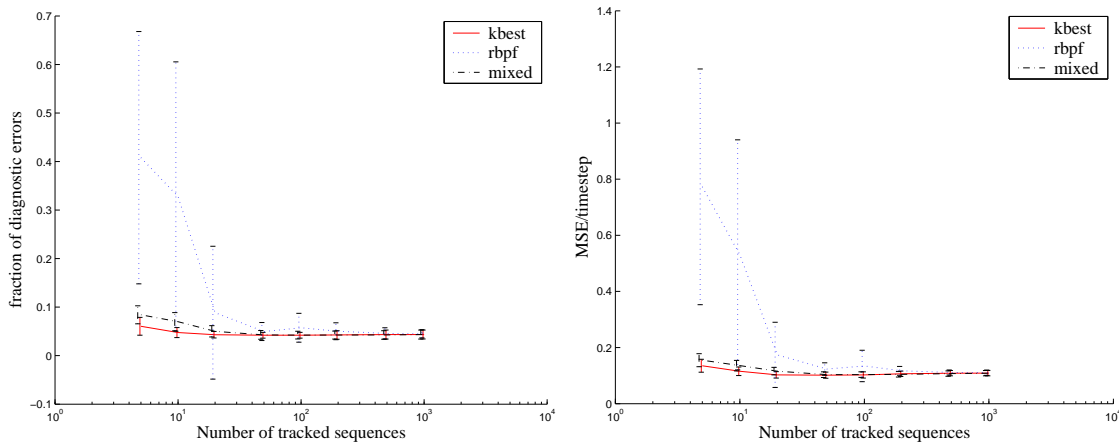 0.7
0.6
0.5
0.4
0.3
0.2
0.1
0
−0.1
fraction of diagnostic errors
kbest
rbpf
mixed
10^0
10^1
10^2
10^3
10^4
Number of tracked sequences
1.4
1.2
1
0.8
0.6
0.4
0.2
0
MSE/timestep
kbest
rbpf
mixed
10^0
10^1
10^2
10^3
10
Number of tracked sequences